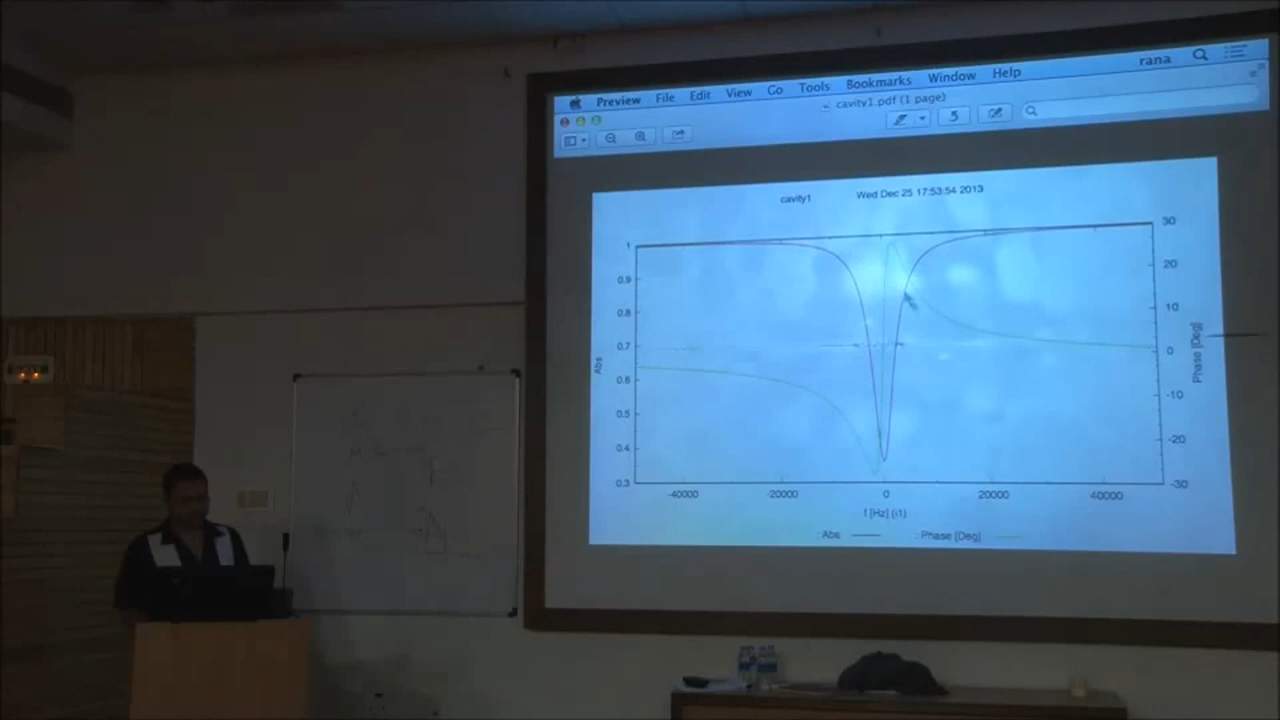 Preview File Edit View Go Tools Bookmarks Window Help rana
cavity1.pdf (1 page)
cavity1 Wed Dec 25 17:53:54 2013
1
0.9
0.8
0.7
0.6
0.5
0.4
0.3
Abs
30
20
10
0
-10
-20
-30
Phase [Deg]
-40000 -20000 0 20000 40000
f [Hz] (i1)
: Abs : Phase [Deg]